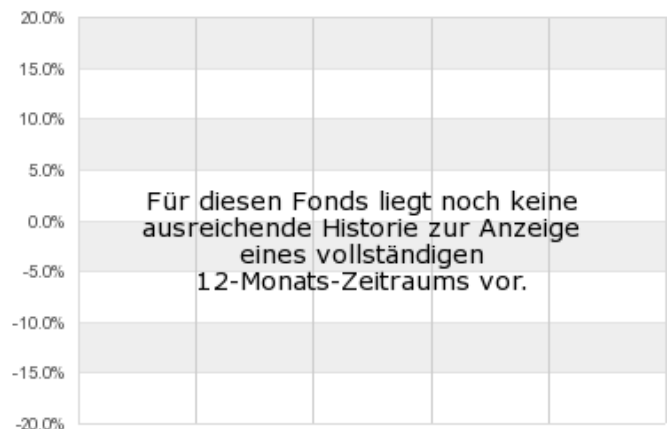 20.0%
15.0%
10.0%
5.0%
0.0%
-5.0%
-10.0%
-15.0%
-20.0%
Für diesen Fonds liegt noch keine
ausreichende Historie zur Anzeige
eines vollständigen
12-Monats-Zeitraums vor.